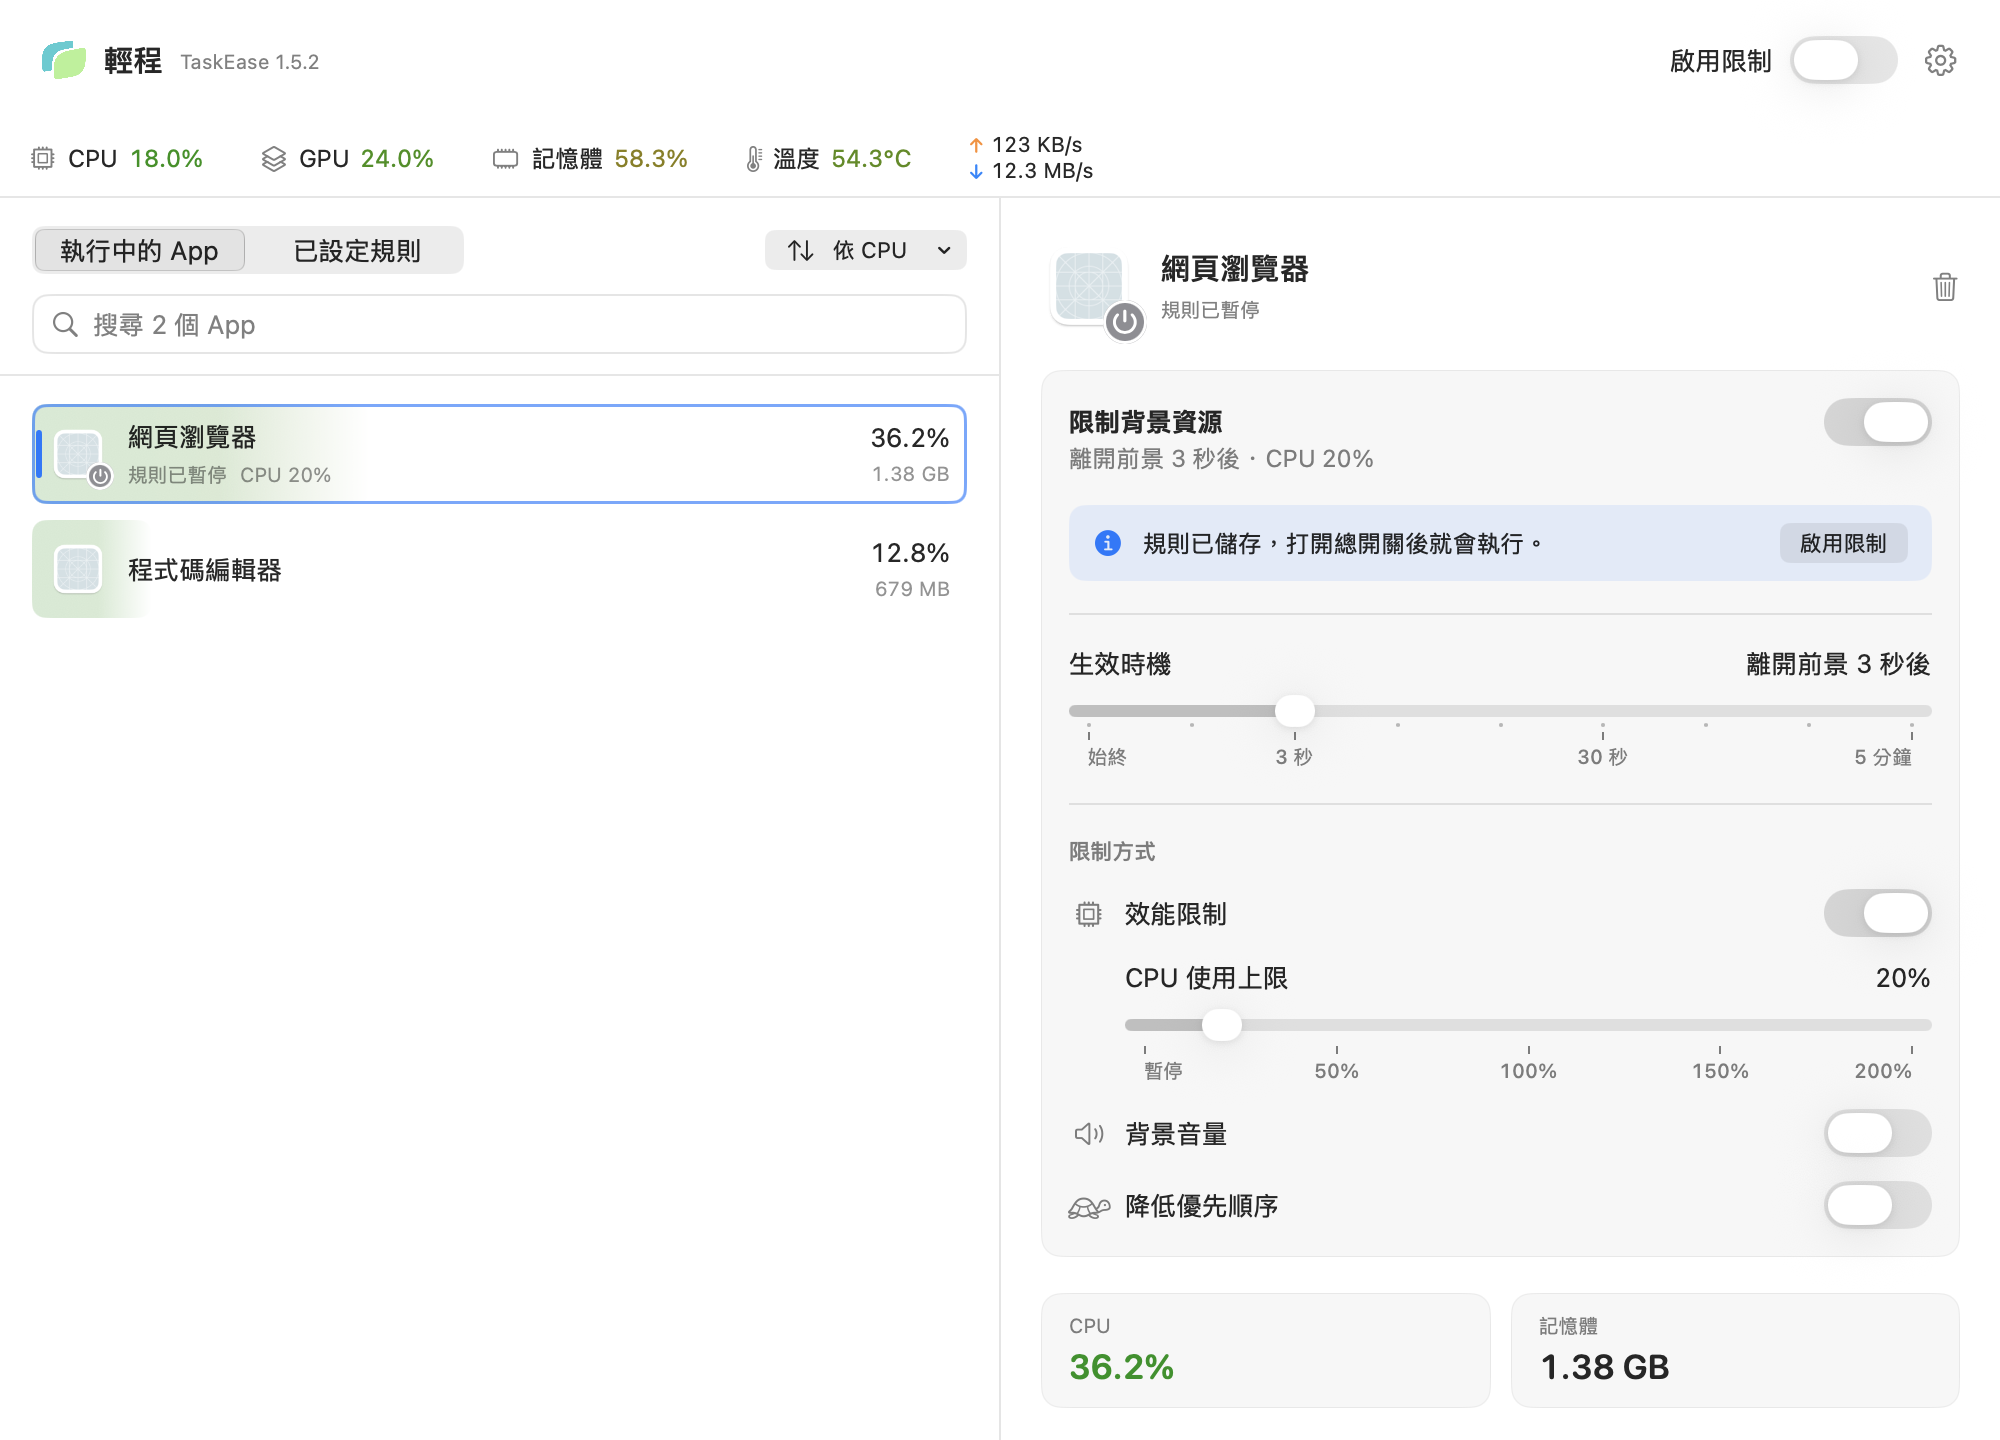 輕程 TaskEase 1.5.2
啟用限制
CPU 18.0%
GPU 24.0%
記憶體 58.3%
溫度 54.3°C
↑ 123 KB/s
↓ 12.3 MB/s
執行中的 App
已設定規則
依 CPU
搜尋 2 個 App
網頁瀏覽器
規則已暫停 CPU 20%
36.2%
1.38 GB
程式碼編輯器
12.8%
679 MB
網頁瀏覽器
規則已暫停
限制背景資源
離開前景 3 秒後 · CPU 20%
規則已儲存，打開總開關後就會執行。
啟用限制
生效時機
離開前景 3 秒後
始終
3 秒
30 秒
5 分鐘
限制方式
效能限制
CPU 使用上限
20%
暫停
50%
100%
150%
200%
背景音量
降低優先順序
CPU
36.2%
記憶體
1.38 GB